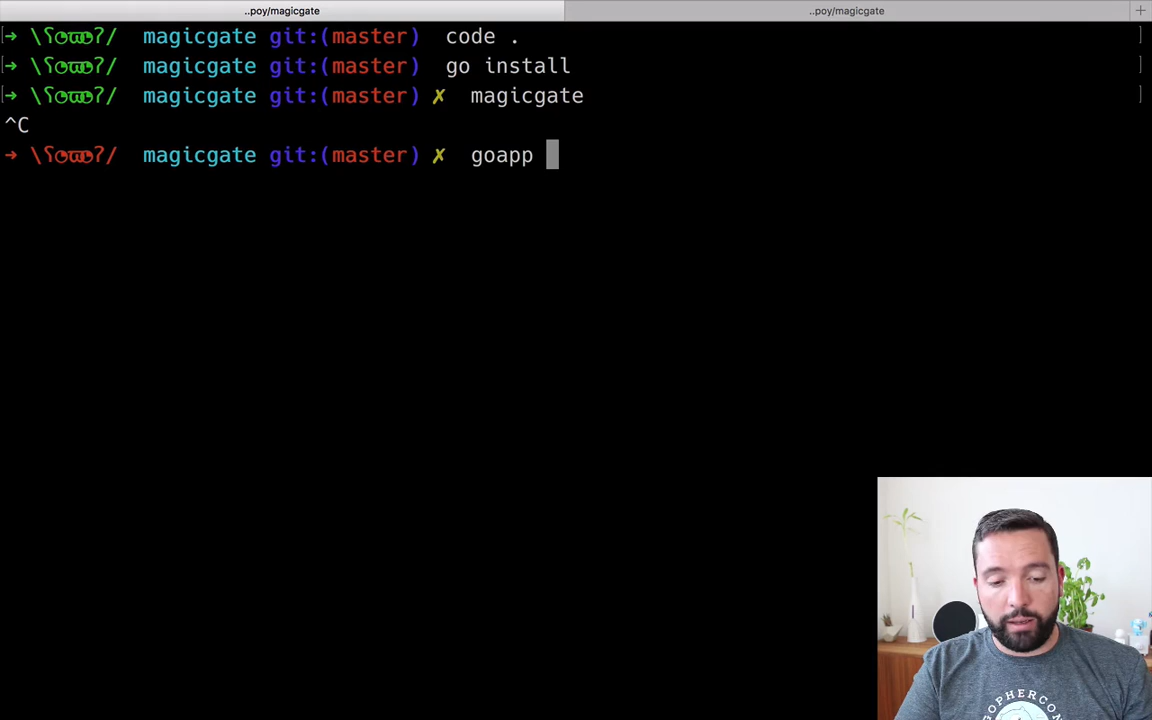 ..poy/magicgate ..poy/magicgate +
➜ \ʕ◔ϖ◔ʔ/ magicgate git:(master) code .
➜ \ʕ◔ϖ◔ʔ/ magicgate git:(master) go install
➜ \ʕ◔ϖ◔ʔ/ magicgate git:(master) ✗ magicgate
^C
➜ \ʕ◔ϖ◔ʔ/ magicgate git:(master) ✗ goapp
GOPHERCON